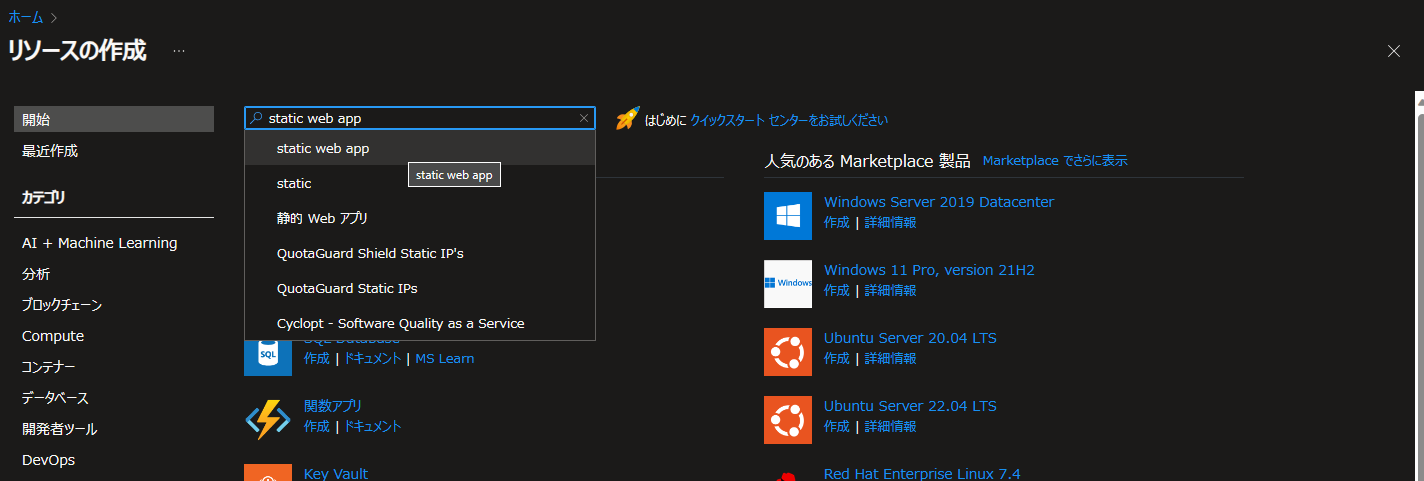 ホーム
リソースの作成
開始
最近作成
カテゴリ
AI + Machine Learning
分析
ブロックチェーン
Compute
コンテナー
データベース
開発者ツール
DevOps
static web app
static web app
static web app
static
静的 Web アプリ
QuotaGuard Shield Static IP's
QuotaGuard Static IPs
Cyclopt - Software Quality as a Service
SQL Database
作成 | ドキュメント | MS Learn
SQL
関数アプリ
作成 | ドキュメント
Key Vault
はじめに クイックスタート センターをお試しください
人気のある Marketplace 製品 Marketplace でさらに表示
Windows Server 2019 Datacenter
作成 | 詳細情報
Windows
Windows 11 Pro, version 21H2
作成 | 詳細情報
Ubuntu Server 20.04 LTS
作成 | 詳細情報
Ubuntu Server 22.04 LTS
作成 | 詳細情報
Red Hat Enterprise Linux 7.4